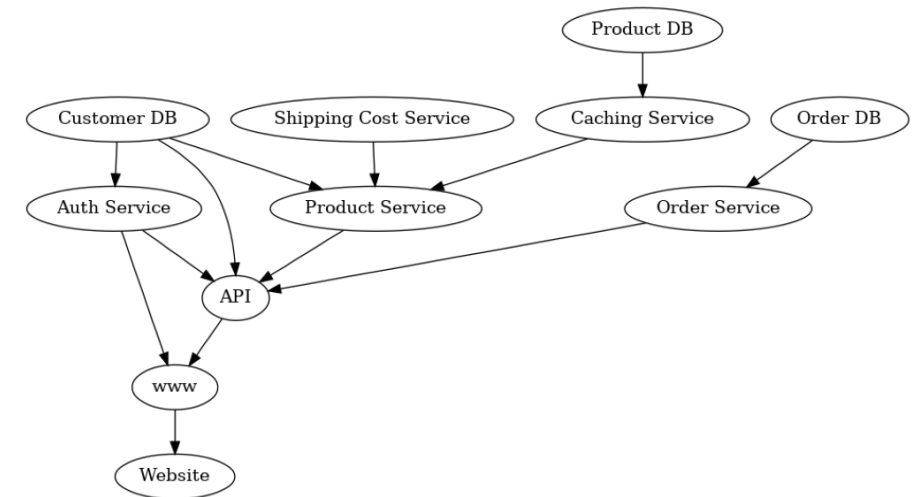 Product DB
Customer DB
Shipping Cost Service
Caching Service
Order DB
Auth Service
Product Service
Order Service
API
www
Website